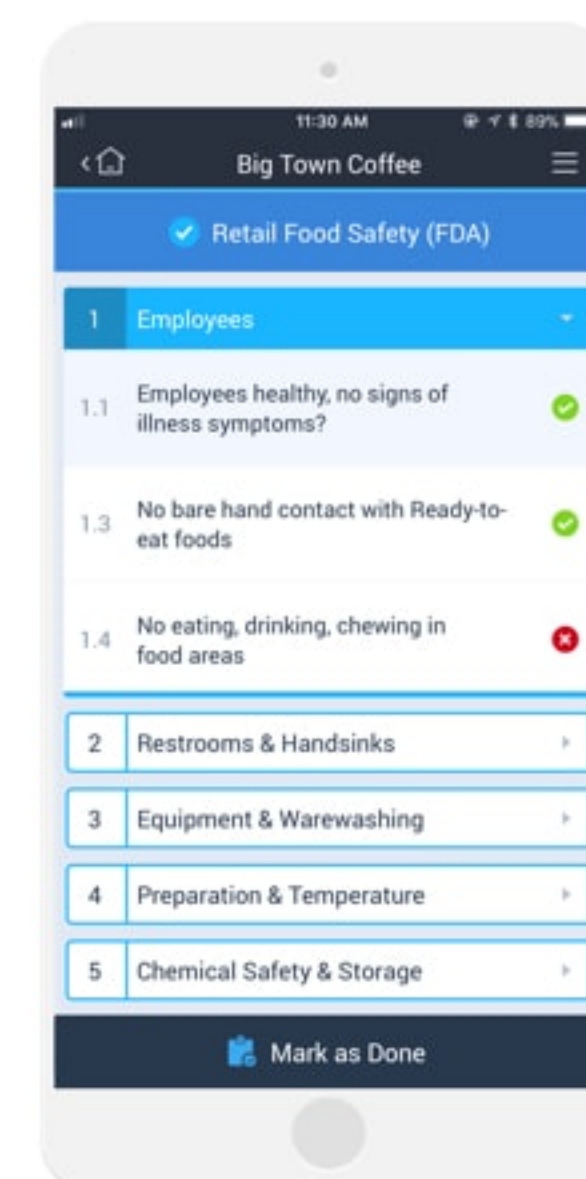 11:30 AM
89%
Big Town Coffee
Retail Food Safety (FDA)
1 Employees
1.1 Employees healthy, no signs of
illness symptoms?
1.3 No bare hand contact with Ready-to-
eat foods
1.4 No eating, drinking, chewing in
food areas
2 Restrooms & Handsinks
3 Equipment & Warewashing
4 Preparation & Temperature
5 Chemical Safety & Storage
Mark as Done